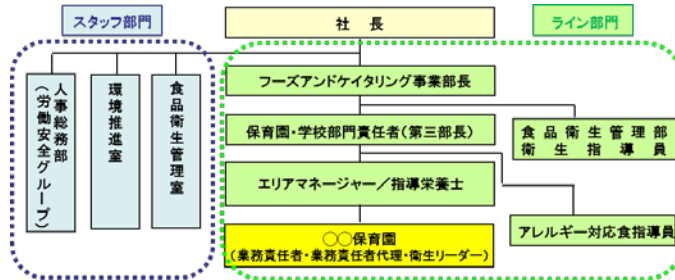 スタッフ部門
社 長
ライン部門
人事総務部
(労働安全グループ)
環境推進室
食品衛生管理室
フーズアンドケイタリング事業部長
保育園・学校部門責任者(第三部長)
食品衛生管理部
衛生指導員
エリアマネージャー/指導栄養士
アレルギー対応食指導員
○○保育園
(業務責任者・業務責任者代理・衛生リーダー)